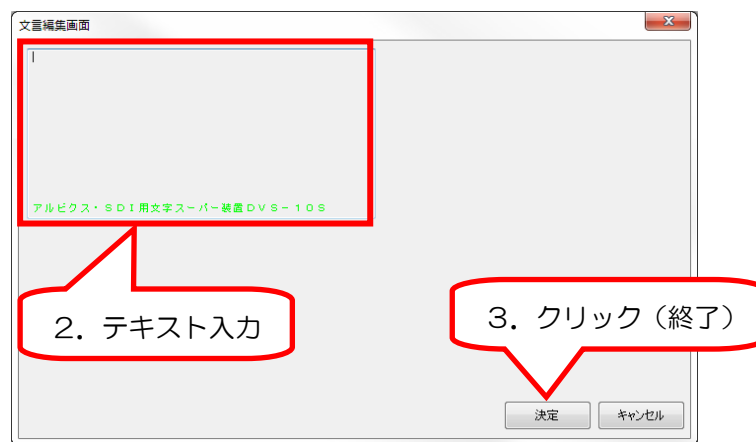 文言編集画面
アルビクス・ＳＤＩ用文字スーパー装置ＤＶＳ－１０Ｓ
２．テキスト入力
３．クリック（終了）
決定
キャンセル